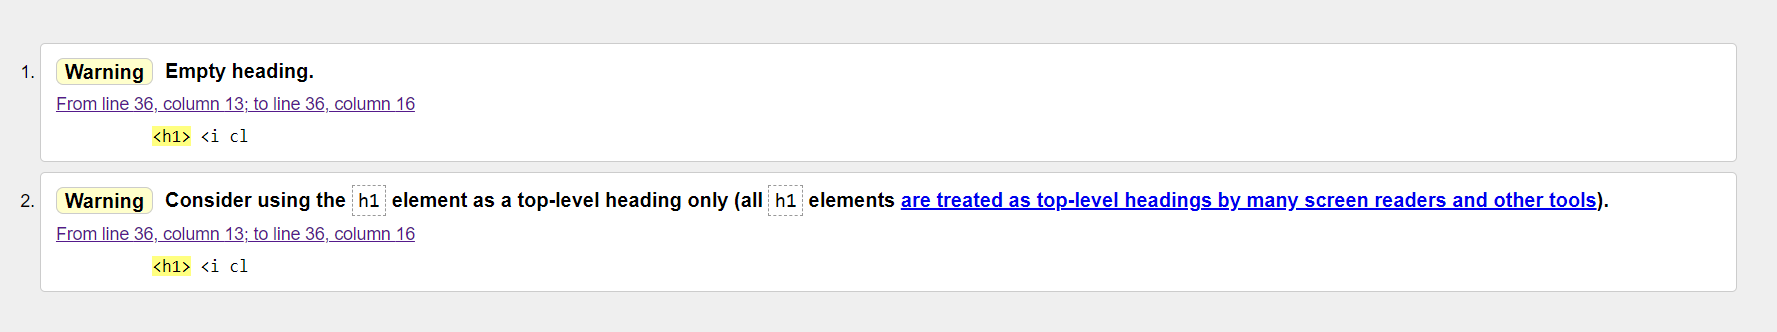 1. Warning Empty heading.
From line 36, column 13; to line 36, column 16
<h1> <i cl
2. Warning Consider using the h1 element as a top-level heading only (all h1 elements are treated as top-level headings by many screen readers and other tools).
From line 36, column 13; to line 36, column 16
<h1> <i cl